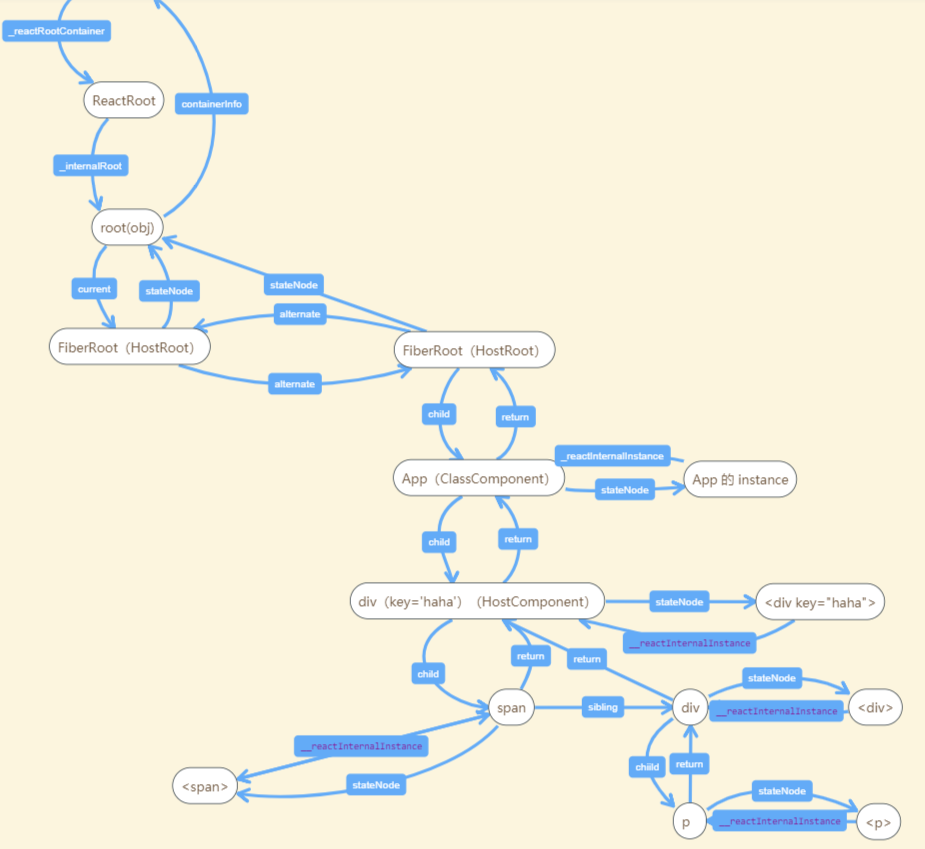 _reactRootContainer
ReactRoot
containerInfo
_internalRoot
root(obj)
current
stateNode
stateNode
alternate
FiberRoot（HostRoot）
FiberRoot（HostRoot）
alternate
child
return
_reactInternalInstance
App（ClassComponent）
stateNode
App 的 instance
child
return
div（key='haha'）（HostComponent）
stateNode
<div key="haha">
__reactInternalInstance
child
return
return
stateNode
span
sibling
div
__reactInternalInstance
<div>
__reactInternalInstance
<span>
stateNode
chiild
return
stateNode
p
__reactInternalInstance
<p>